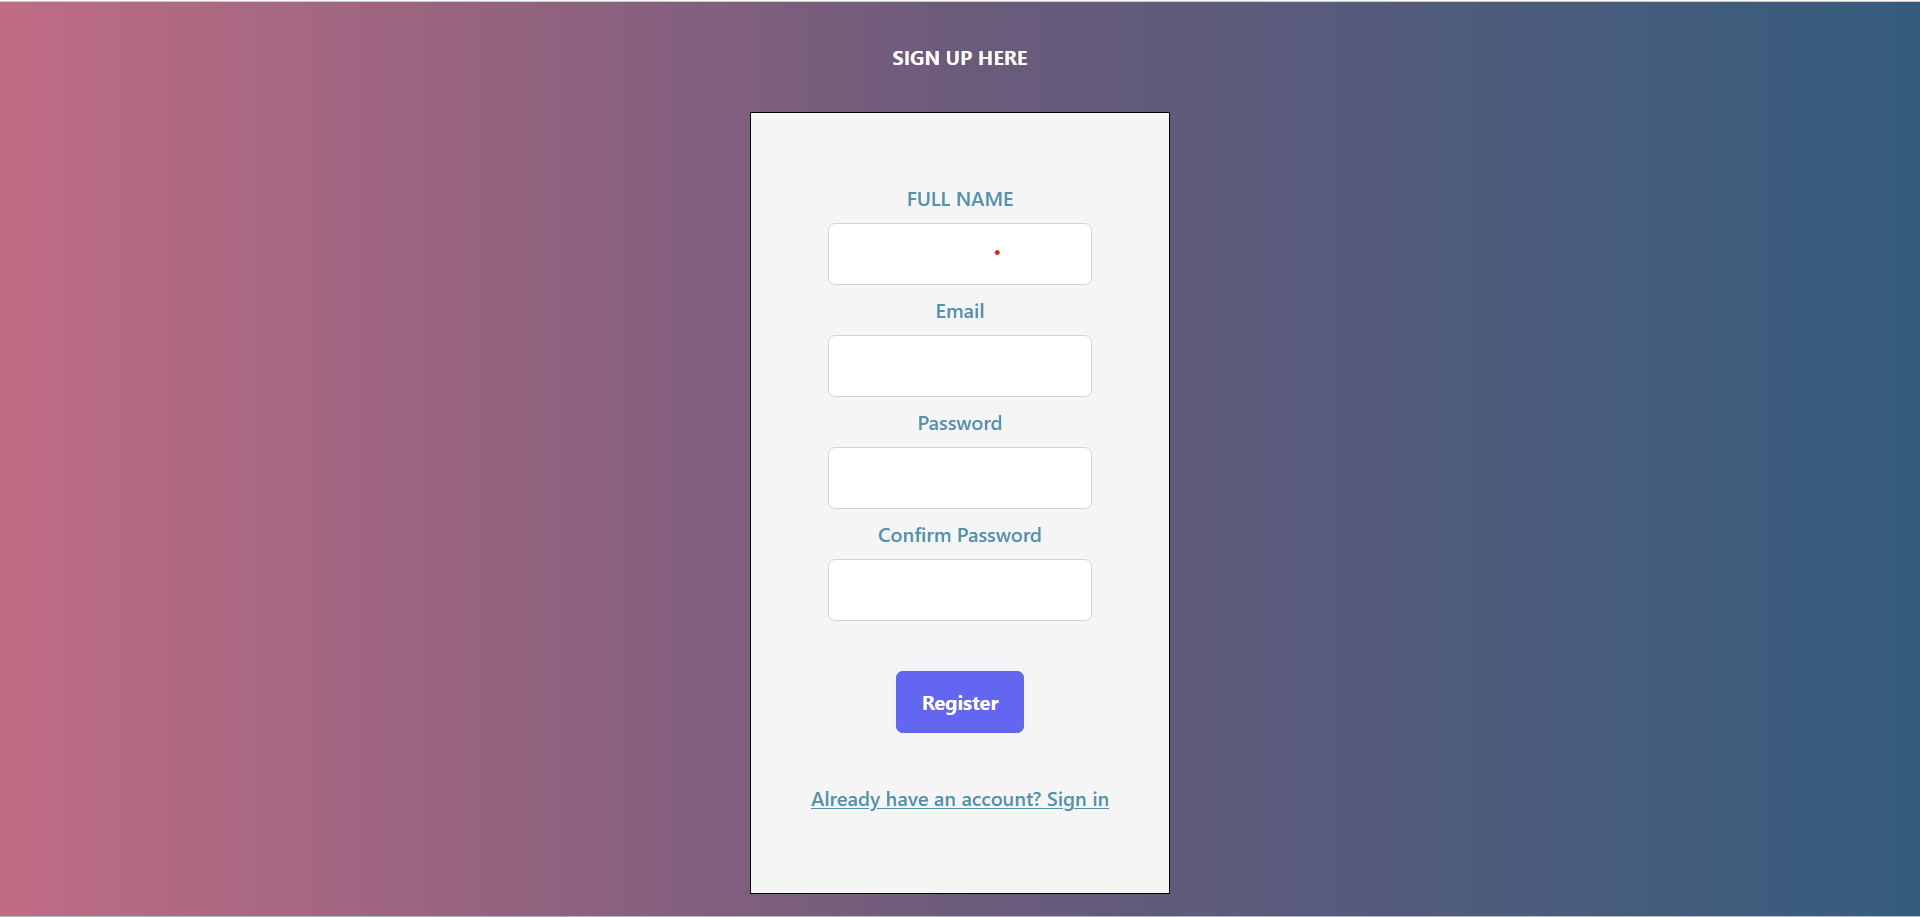 SIGN UP HERE
FULL NAME
Email
Password
Confirm Password
Register
Already have an account? Sign in